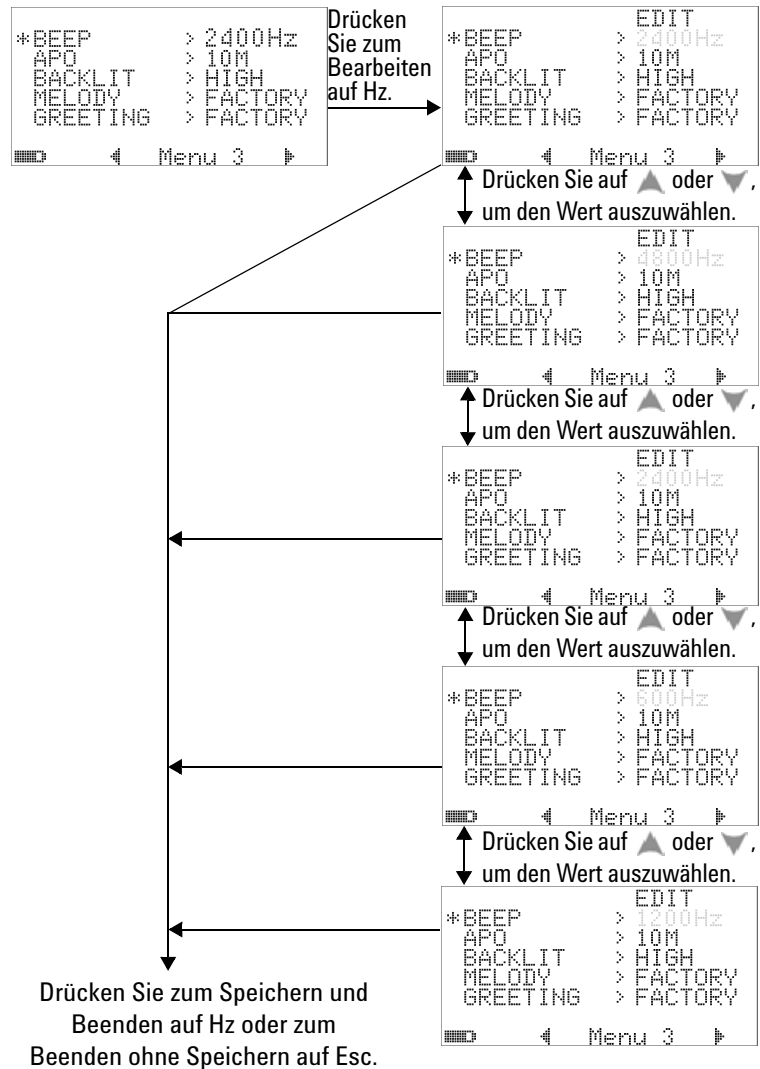 *BEEP > 2400Hz
APO > 10M
BACKLIT > HIGH
MELODY > FACTORY
GREETING > FACTORY
Menu 3
Drücken
Sie zum
Bearbeiten
auf Hz.
EDIT
*BEEP > 2400Hz
APO > 10M
BACKLIT > HIGH
MELODY > FACTORY
GREETING > FACTORY
Menu 3
Drücken Sie auf oder ,
um den Wert auszuwählen.
EDIT
*BEEP > 4800Hz
APO > 10M
BACKLIT > HIGH
MELODY > FACTORY
GREETING > FACTORY
Menu 3
Drücken Sie auf oder ,
um den Wert auszuwählen.
EDIT
*BEEP > 2400Hz
APO > 10M
BACKLIT > HIGH
MELODY > FACTORY
GREETING > FACTORY
Menu 3
Drücken Sie auf oder ,
um den Wert auszuwählen.
EDIT
*BEEP > 600Hz
APO > 10M
BACKLIT > HIGH
MELODY > FACTORY
GREETING > FACTORY
Menu 3
Drücken Sie auf oder ,
um den Wert auszuwählen.
EDIT
*BEEP > 1200Hz
APO > 10M
BACKLIT > HIGH
MELODY > FACTORY
GREETING > FACTORY
Menu 3
Drücken Sie zum Speichern und
Beenden auf Hz oder zum
Beenden ohne Speichern auf Esc.